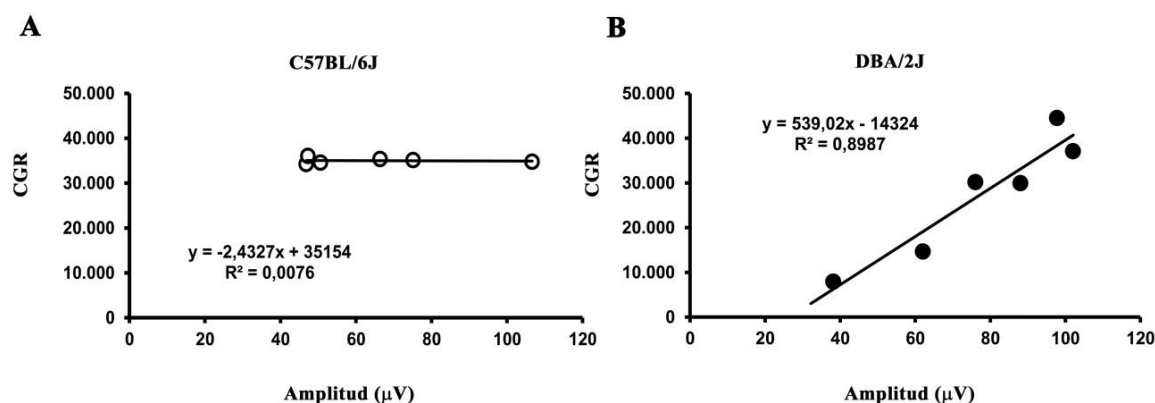 A
C57BL/6J
50.000
40.000
30.000
20.000
10.000
0
CGR
y = -2,4327x + 35154
R² = 0,0076
0 20 40 60 80 100 120
Amplitud (µV)
B
DBA/2J
50.000
40.000
30.000
20.000
10.000
0
CGR
y = 539,02x - 14324
R² = 0,8987
0 20 40 60 80 100 120
Amplitud (µV)